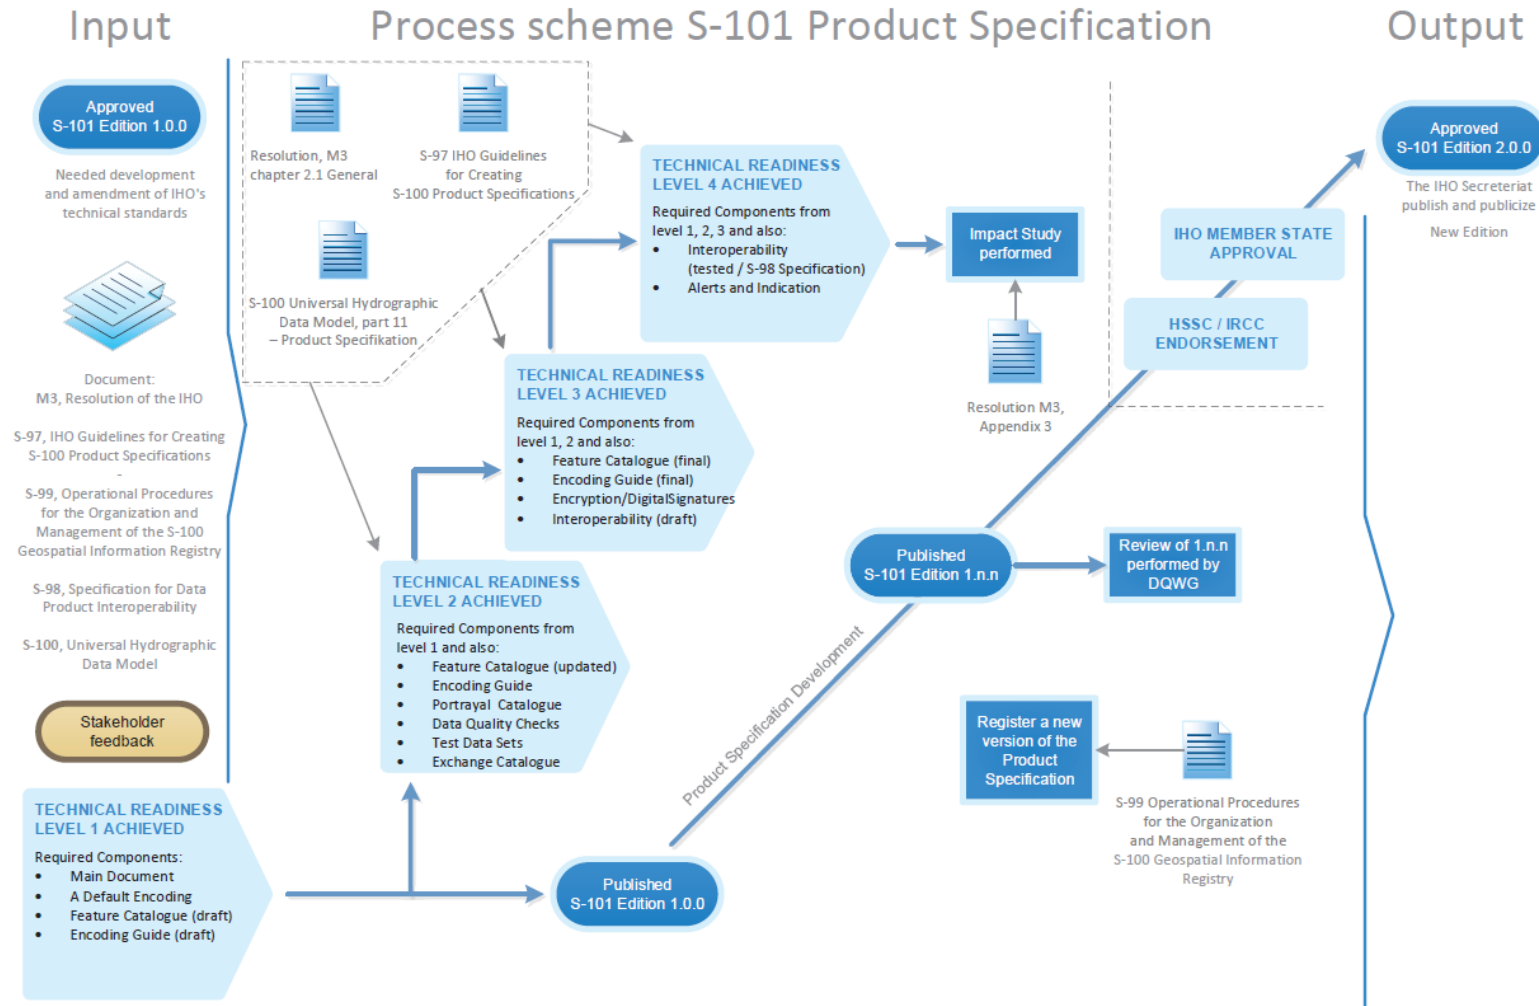 Input
Process scheme S-101 Product Specification
Output
Approved
S-101 Edition 1.0.0
Needed development
and amendment of IHO's
technical standards
Document:
M3, Resolution of the IHO
S-97, IHO Guidelines for Creating
S-100 Product Specifications
-
S-99, Operational Procedures
for the Organization and
Management of the S-100
Geospatial Information Registry
S-98, Specification for Data
Product Interoperability
S-100, Universal Hydrographic
Data Model
Stakeholder
feedback
TECHNICAL READINESS
LEVEL 1 ACHIEVED
Required Components:
• Main Document
• A Default Encoding
• Feature Catalogue (draft)
• Encoding Guide (draft)
Resolution, M3
chapter 2.1 General
S-97 IHO Guidelines
for Creating
S-100 Product Specifications
S-100 Universal Hydrographic
Data Model, part 11
– Product Specifikation
TECHNICAL READINESS
LEVEL 2 ACHIEVED
Required Components from
level 1 and also:
• Feature Catalogue (updated)
• Encoding Guide
• Portrayal Catalogue
• Data Quality Checks
• Test Data Sets
• Exchange Catalogue
TECHNICAL READINESS
LEVEL 3 ACHIEVED
Required Components from
level 1, 2 and also:
• Feature Catalogue (final)
• Encoding Guide (final)
• Encryption/DigitalSignatures
• Interoperability (draft)
TECHNICAL READINESS
LEVEL 4 ACHIEVED
Required Components from
level 1, 2, 3 and also:
• Interoperability
(tested / S-98 Specification)
• Alerts and Indication
Impact Study
performed
Resolution M3,
Appendix 3
Published
S-101 Edition 1.0.0
Product Specification Development
Published
S-101 Edition 1.n.n
Review of 1.n.n
performed by
DQWG
Register a new
version of the
Product
Specification
S-99 Operational Procedures
for the Organization
and Management of the
S-100 Geospatial Information
Registry
HSSC / IRCC
ENDORSEMENT
IHO MEMBER STATE
APPROVAL
Approved
S-101 Edition 2.0.0
The IHO Secreteriat
publish and publicize
New Edition